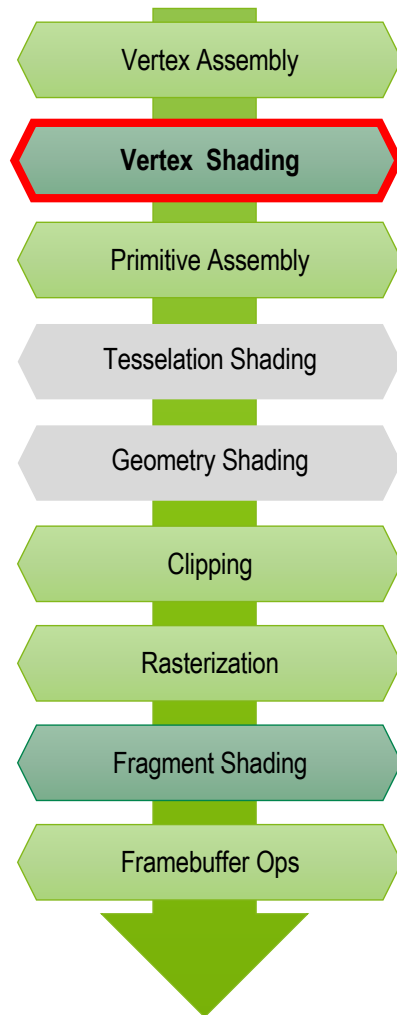 Vertex Assembly
Vertex Shading
Primitive Assembly
Tesselation Shading
Geometry Shading
Clipping
Rasterization
Fragment Shading
Framebuffer Ops